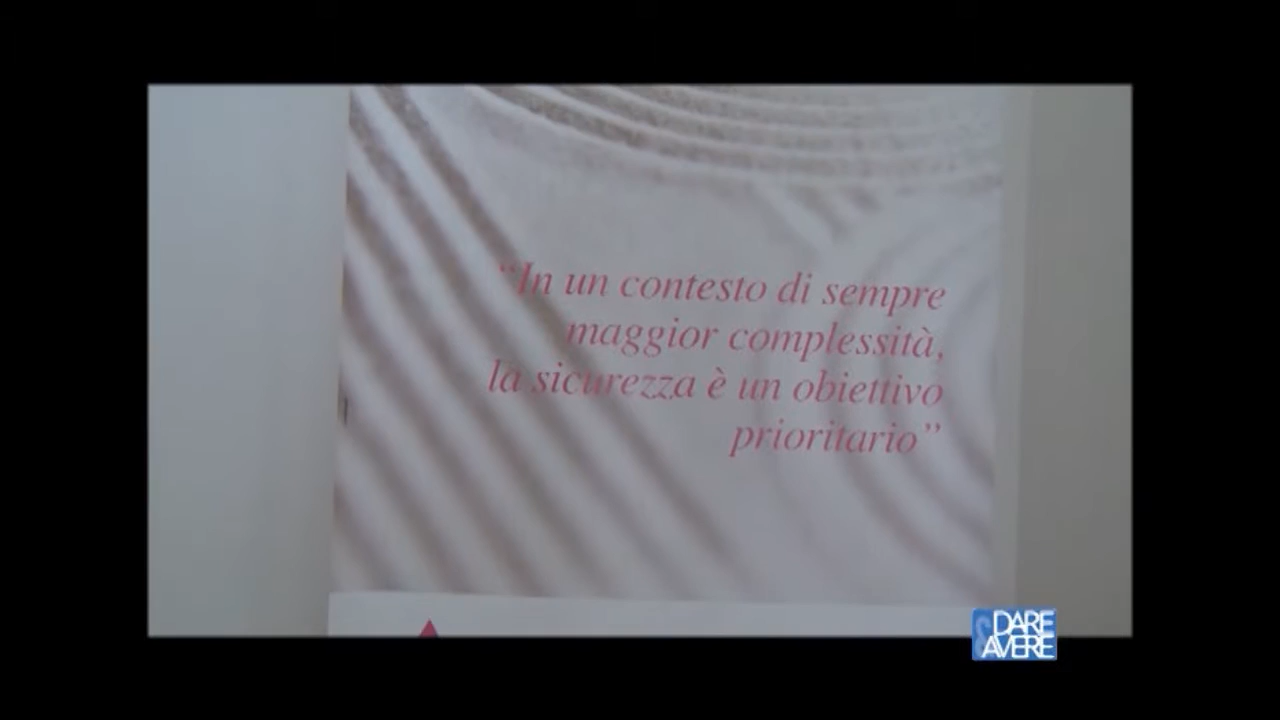 “In un contesto di sempre
maggior complessità,
la sicurezza è un obiettivo
prioritario”
DARE
& AVERE